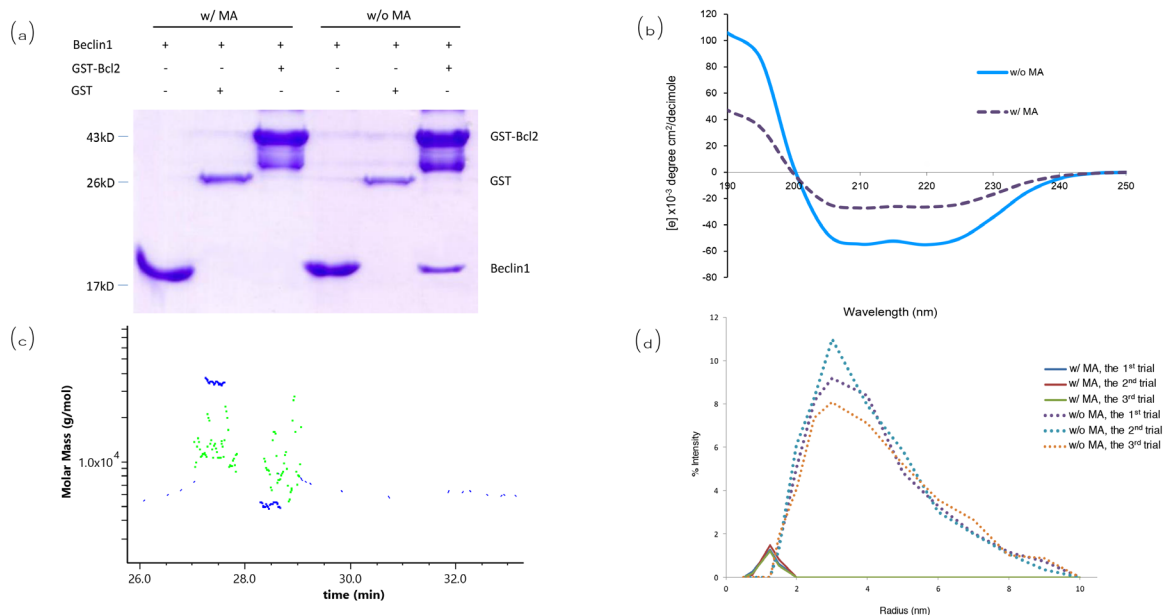 (a)
w/ MA w/o MA
Beclin1 + + + + + +
GST-Bcl2 - - + - - +
GST - + - - + -
43kD
26kD
17kD
GST-Bcl2
GST
Beclin1
(b)
[ɵ] x10⁻³ degree cm²/decimole
120
100
80
60
40
20
0
-20
-40
-60
-80
190 200 210 220 230 240 250
w/o MA
w/ MA
Wavelength (nm)
(c)
Molar Mass (g/mol)
1.0x10⁴
26.0 28.0 30.0 32.0
time (min)
(d)
% Intensity
12
10
8
6
4
2
0
0 2 4 6 8 10
Radius (nm)
w/ MA, the 1ˢᵗ trial
w/ MA, the 2ⁿᵈ trial
w/ MA, the 3ʳᵈ trial
w/o MA, the 1ˢᵗ trial
w/o MA, the 2ⁿᵈ trial
w/o MA, the 3ʳᵈ trial